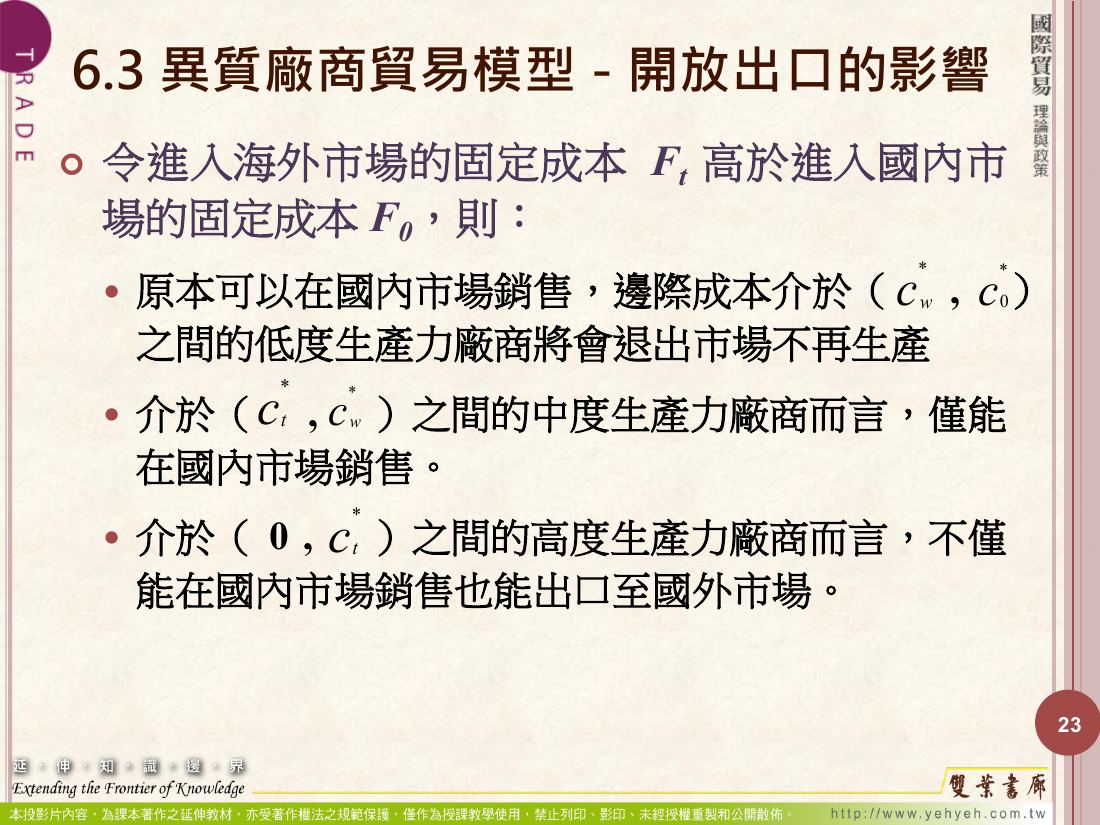 TRADE
6.3 異質廠商貿易模型 - 開放出口的影響
國際貿易 理論與政策
令進入海外市場的固定成本 Fₜ 高於進入國內市
場的固定成本 F₀，則：
原本可以在國內市場銷售，邊際成本介於（ c*_w , c*_0）
之間的低度生產力廠商將會退出市場不再生產
介於（ c*_t , c*_w ）之間的中度生產力廠商而言，僅能
在國內市場銷售。
介於（ 0 , c*_t ）之間的高度生產力廠商而言，不僅
能在國內市場銷售也能出口至國外市場。
23
延。伸。知。識。邊。界
Extending the Frontier of Knowledge
雙葉書廊
本投影片內容，為課本著作之延伸教材，亦受著作權法之規範保護，僅作為授課教學使用，禁止列印、影印、未經授權重製和公開散佈。
http://www.yehyeh.com.tw